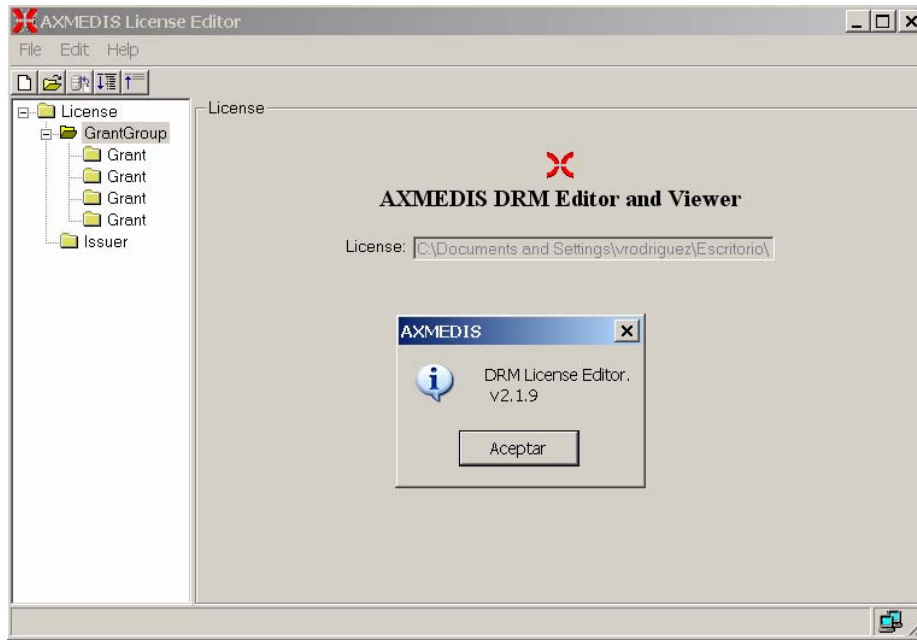 AXMEDIS License Editor
File Edit Help
License
GrantGroup
Grant
Grant
Grant
Grant
Issuer
License
AXMEDIS DRM Editor and Viewer
License: C:\Documents and Settings\vrodriguez\Escritorio\
AXMEDIS
DRM License Editor.
v2.1.9
Aceptar